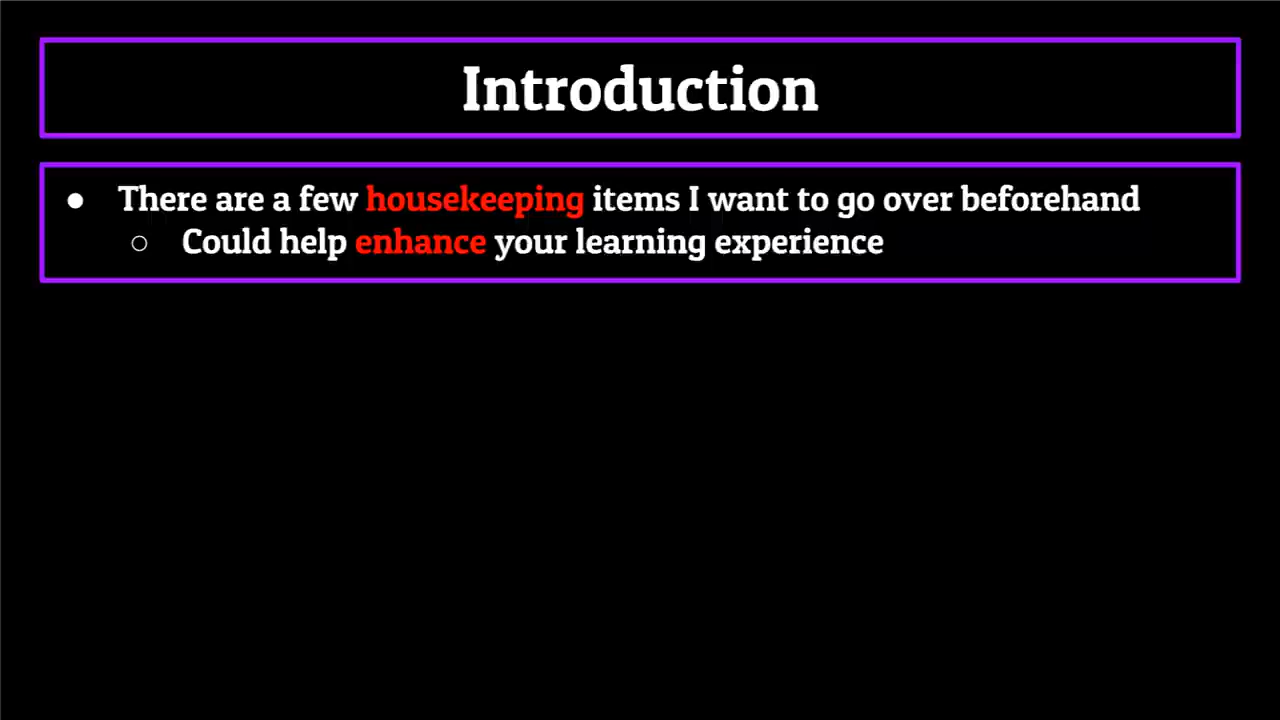 Introduction
● There are a few housekeeping items I want to go over beforehand
○ Could help enhance your learning experience